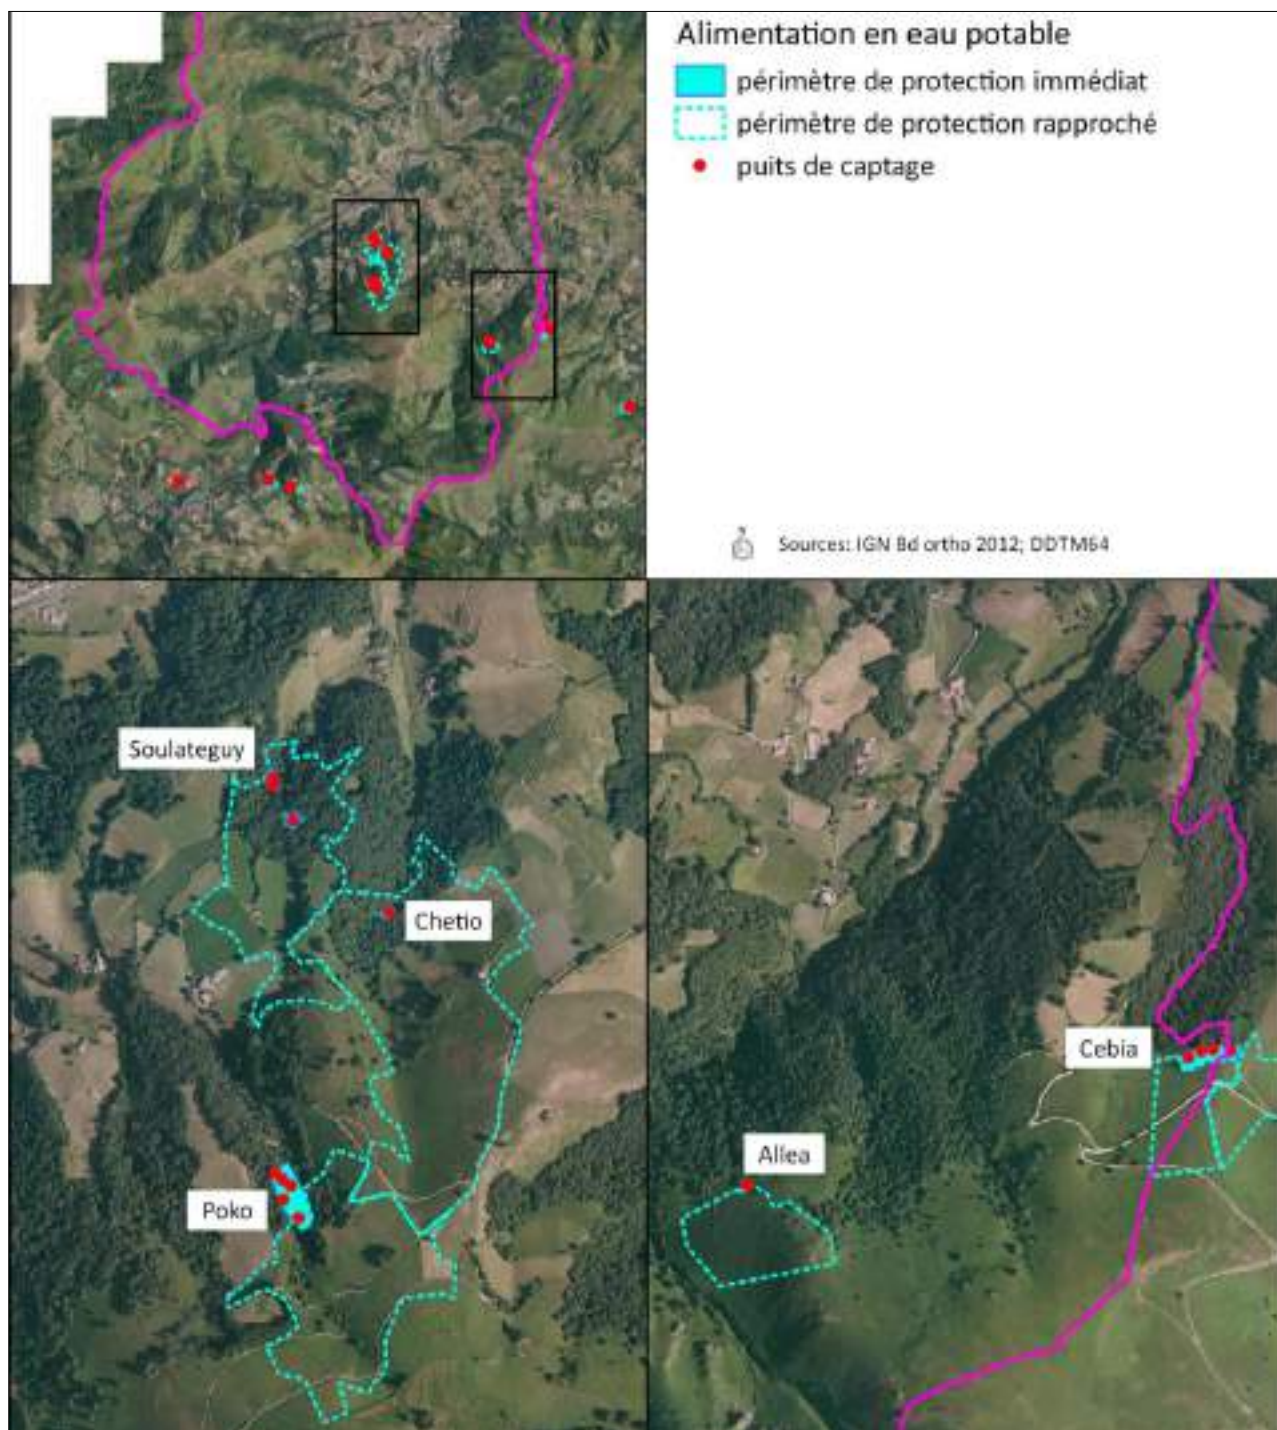 Alimentation en eau potable
périmètre de protection immédiat
périmètre de protection rapproché
puits de captage
Sources: IGN Bd ortho 2012; DDTM64
Soulateguy
Chetio
Poko
Cebia
Allea